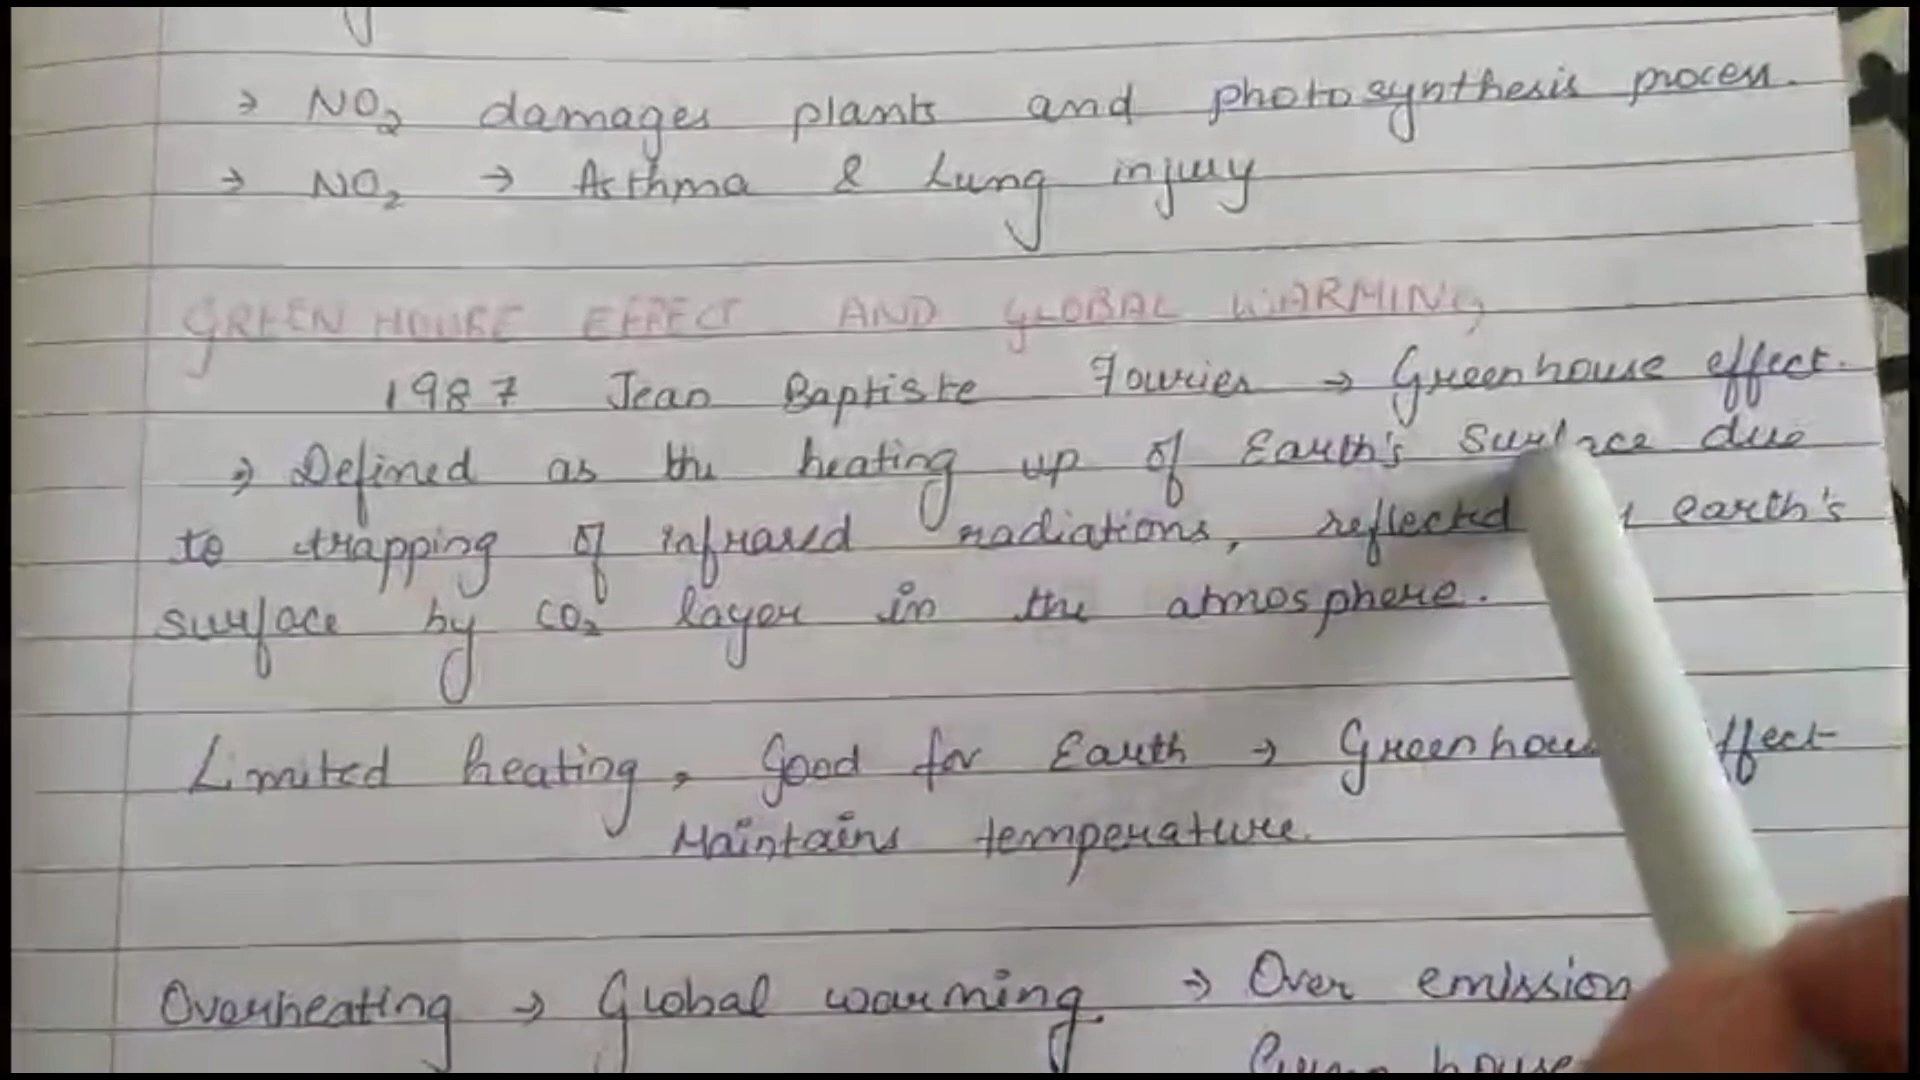 → NO₂ damages plants and photosynthesis process.
→ NO₂ → Asthma & Lung injury
GREEN HOUSE EFFECT AND GLOBAL WARMING
1987 Jean Baptiste Fourier → Greenhouse effect.
→ Defined as the heating up of Earth's surface due
to trapping of infrared radiations, reflected earth's
surface by CO₂ layer in the atmosphere.
Limited heating, Good for Earth → Greenhouse effect
Maintains temperature.
Overheating → Global warming. → Over emission
house